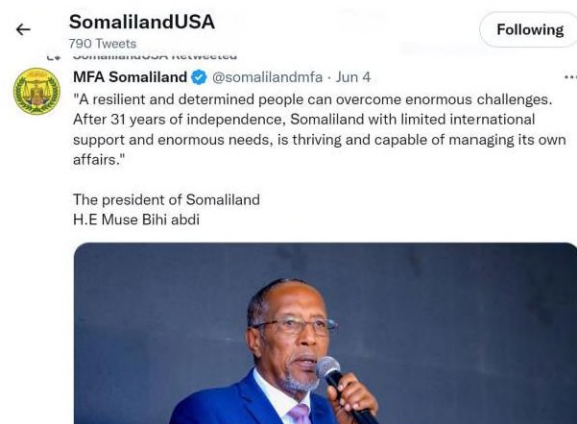 SomalilandUSA
Following
790 Tweets
SomalilandUSA Retweeted
MFA Somaliland @somalilandmfa · Jun 4
"A resilient and determined people can overcome enormous challenges.
After 31 years of independence, Somaliland with limited international
support and enormous needs, is thriving and capable of managing its own
affairs."
The president of Somaliland
H.E Muse Bihi abdi